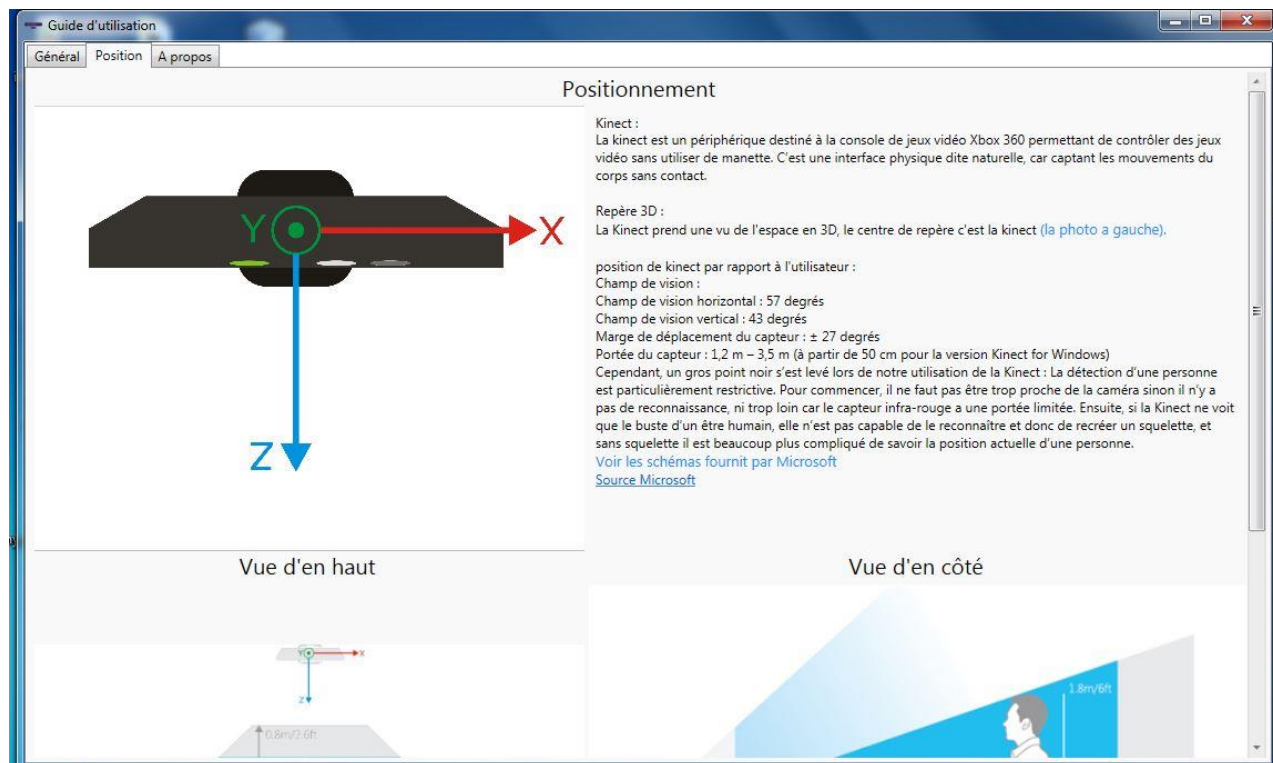 Guide d'utilisation
Général
Position
A propos
Positionnement
Y
X
Z
Kinect :
La kinect est un périphérique destiné à la console de jeux vidéo Xbox 360 permettant de contrôler des jeux
vidéo sans utiliser de manette. C'est une interface physique dite naturelle, car captant les mouvements du
corps sans contact.
Repère 3D :
La Kinect prend une vu de l'espace en 3D, le centre de repère c'est la kinect (la photo a gauche).
position de kinect par rapport à l'utilisateur :
Champ de vision :
Champ de vision horizontal : 57 degrés
Champ de vision vertical : 43 degrés
Marge de déplacement du capteur : ± 27 degrés
Portée du capteur : 1,2 m – 3,5 m (à partir de 50 cm pour la version Kinect for Windows)
Cependant, un gros point noir s'est levé lors de notre utilisation de la Kinect : La détection d'une personne
est particulièrement restrictive. Pour commencer, il ne faut pas être trop proche de la caméra sinon il n'y a
pas de reconnaissance, ni trop loin car le capteur infra-rouge a une portée limitée. Ensuite, si la Kinect ne voit
que le buste d'un être humain, elle n'est pas capable de le reconnaître et donc de recréer un squelette, et
sans squelette il est beaucoup plus compliqué de savoir la position actuelle d'une personne.
Voir les schémas fournit par Microsoft
Source Microsoft
Vue d'en haut
Y
X
Z
0.8m/2.6ft
Vue d'en côté
1.8m/6ft